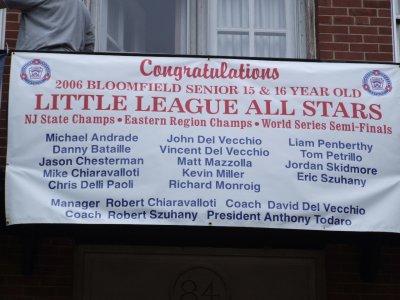 Congratulations
2006 BLOOMFIELD SENIOR 15 & 16 YEAR OLD
LITTLE LEAGUE ALL STARS
NJ State Champs • Eastern Region Champs • World Series Semi-Finals
Michael Andrade
Danny Bataille
Jason Chesterman
Mike Chiaravalloti
Chris Delli Paoli
John Del Vecchio
Vincent Del Vecchio
Matt Mazzolla
Kevin Miller
Richard Monroig
Liam Penberthy
Tom Petrillo
Jordan Skidmore
Eric Szuhany
Manager Robert Chiaravalloti Coach David Del Vecchio
Coach Robert Szuhany President Anthony Todaro
84